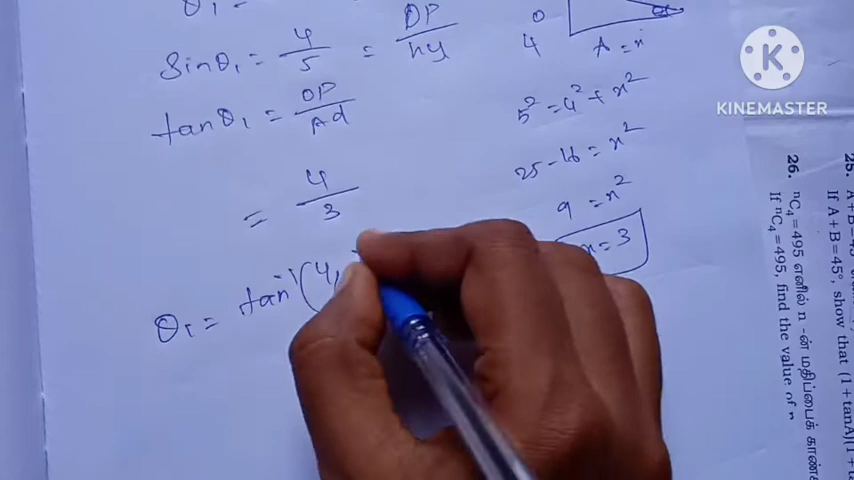 θ₁ =
Sinθ₁ = 4/5 = OP/hy
tanθ₁ = OP/Ad
= 4/3
θ₁ = tan⁻¹(4/
O
4
A = x
5² = 4² + x²
25 - 16 = x²
9 = x²
x = 3
KINEMASTER
25.
If A+B=45°, show that (1+tanA)(1+t
26.
ⁿC₄=495 எனில் n -ன் மதிப்பைக் காண்க
If ⁿC₄=495, find the value of n